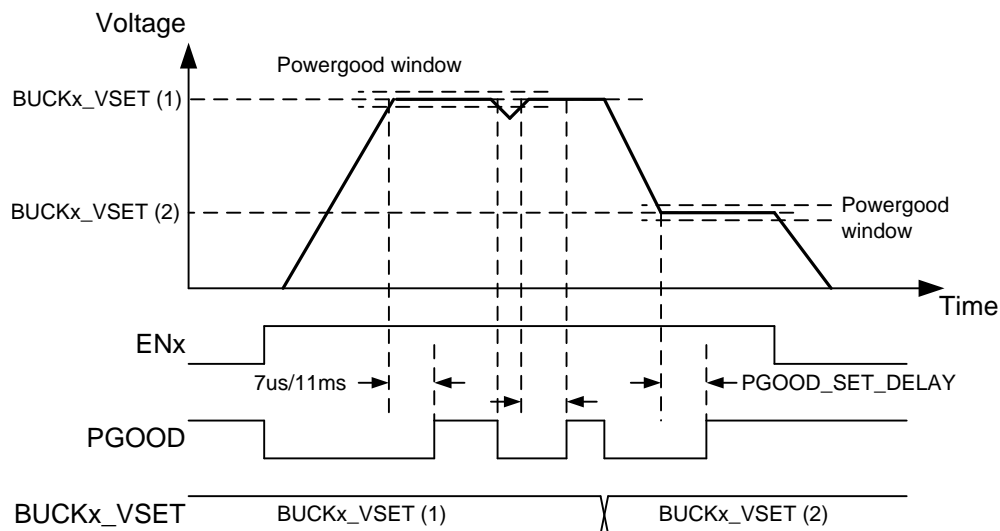 Voltage
Powergood window
BUCKx_VSET (1)
BUCKx_VSET (2)
Powergood
window
Time
ENx
7us/11ms
PGOOD_SET_DELAY
PGOOD
BUCKx_VSET
BUCKx_VSET (1)
BUCKx_VSET (2)